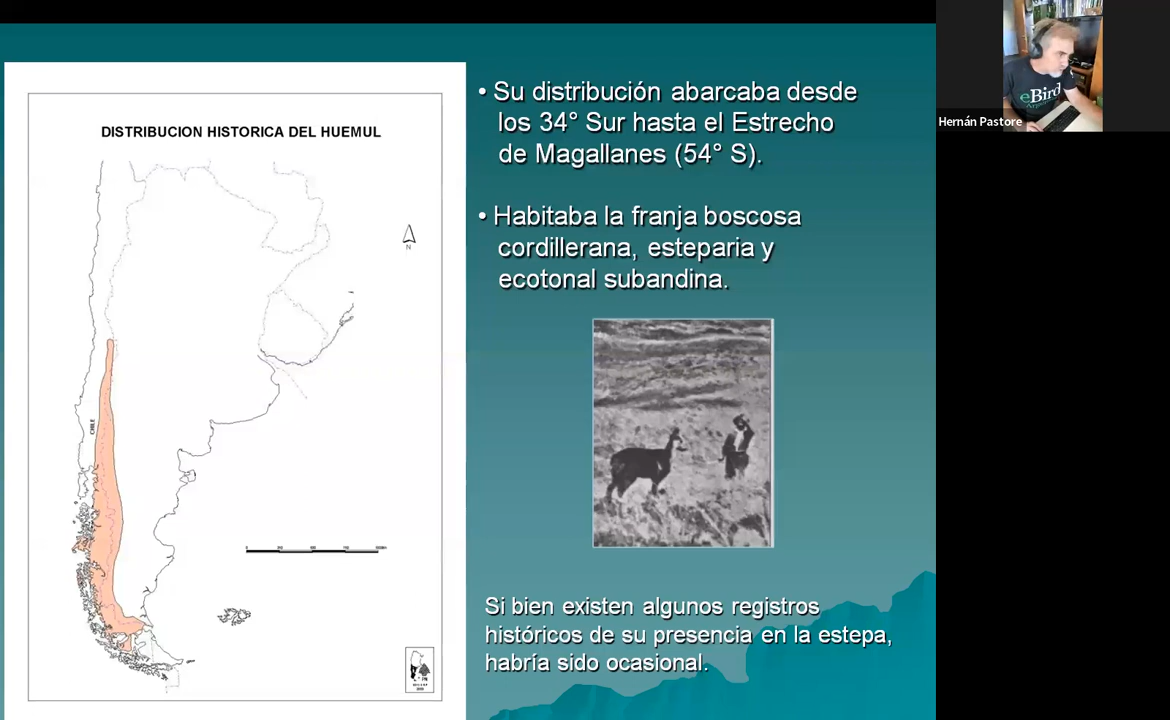 DISTRIBUCION HISTORICA DEL HUEMUL
N
CHILE
• Su distribución abarcaba desde
los 34° Sur hasta el Estrecho
de Magallanes (54° S).
• Habitaba la franja boscosa
cordillerana, esteparia y
ecotonal subandina.
Si bien existen algunos registros
históricos de su presencia en la estepa,
habría sido ocasional.
eBird
Hernán Pastore